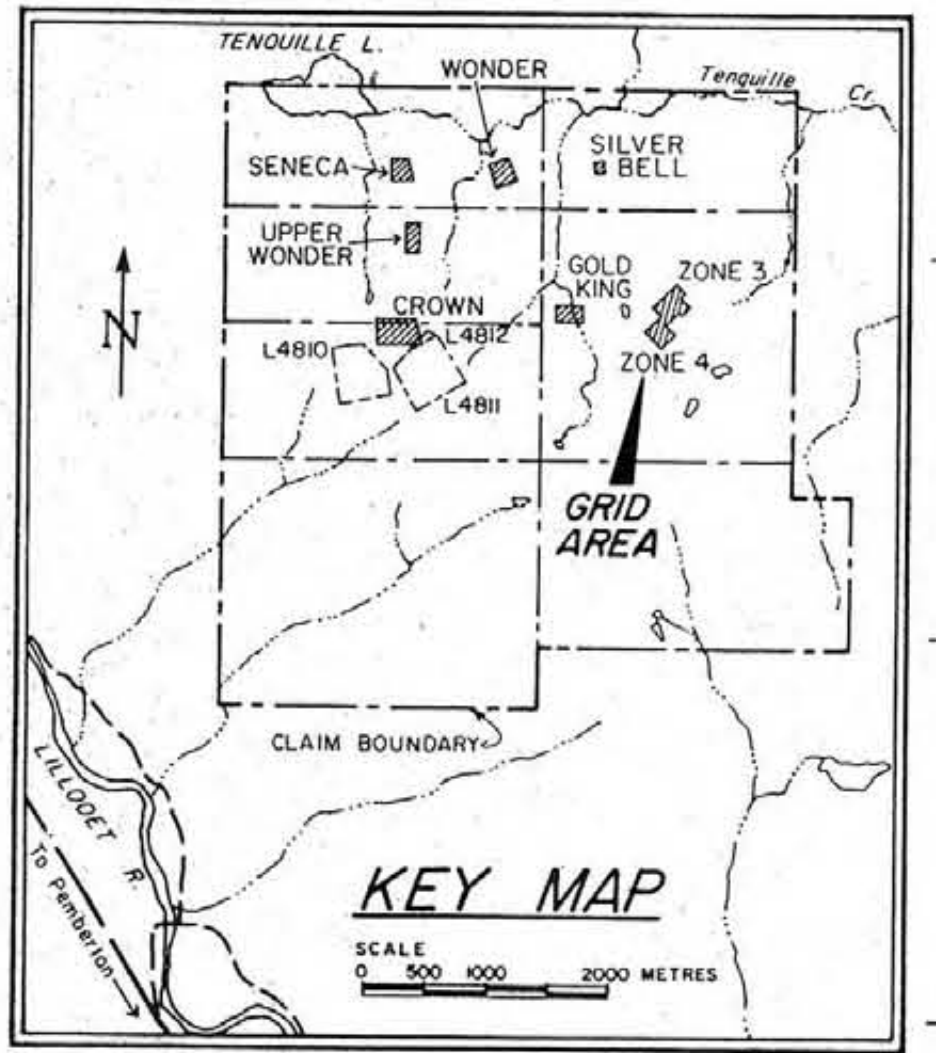 TENQUILLE L.
WONDER
Tenquille
Cr.
SENECA
SILVER
BELL
UPPER
WONDER
GOLD
KING
ZONE 3
N
CROWN
L4810
L4812
ZONE 4
L4811
GRID
AREA
CLAIM BOUNDARY
LILLOOET R.
To Pemberton
KEY MAP
SCALE
0 500 1000 2000 METRES